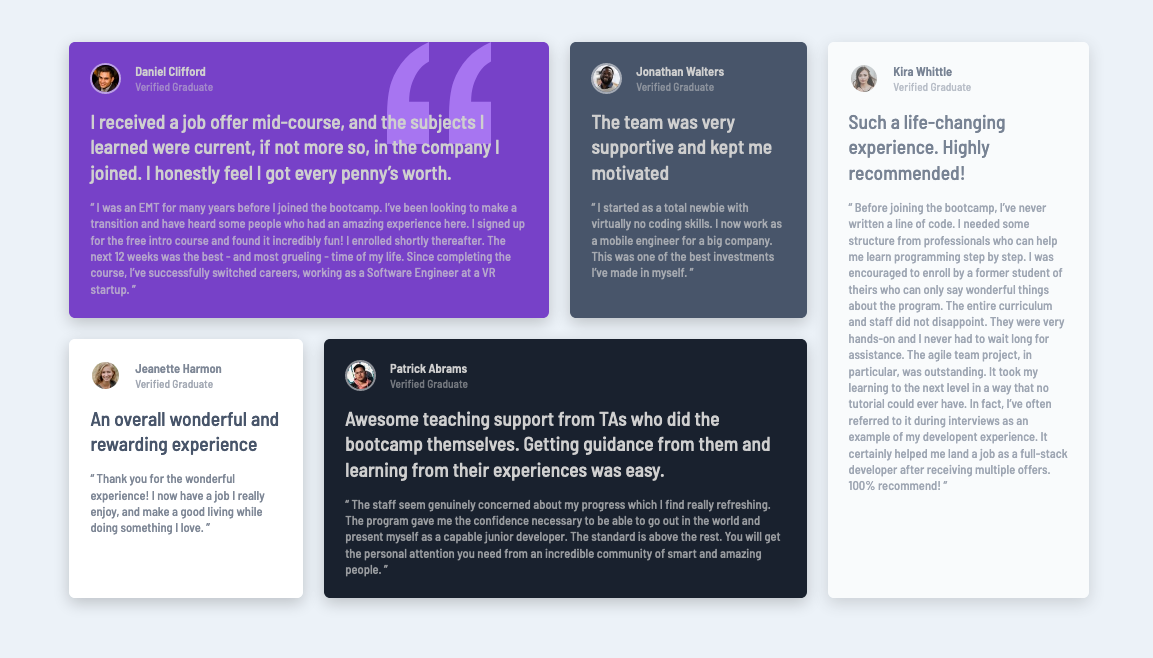 Daniel Clifford
Verified Graduate
I received a job offer mid-course, and the subjects I
learned were current, if not more so, in the company I
joined. I honestly feel I got every penny’s worth.
“ I was an EMT for many years before I joined the bootcamp. I’ve been looking to make a
transition and have heard some people who had an amazing experience here. I signed up
for the free intro course and found it incredibly fun! I enrolled shortly thereafter. The
next 12 weeks was the best - and most grueling - time of my life. Since completing the
course, I’ve successfully switched careers, working as a Software Engineer at a VR
startup. ”
Jonathan Walters
Verified Graduate
The team was very
supportive and kept me
motivated
“ I started as a total newbie with
virtually no coding skills. I now work as
a mobile engineer for a big company.
This was one of the best investments
I’ve made in myself. ”
Kira Whittle
Verified Graduate
Such a life-changing
experience. Highly
recommended!
“ Before joining the bootcamp, I’ve never
written a line of code. I needed some
structure from professionals who can help
me learn programming step by step. I was
encouraged to enroll by a former student of
theirs who can only say wonderful things
about the program. The entire curriculum
and staff did not disappoint. They were very
hands-on and I never had to wait long for
assistance. The agile team project, in
particular, was outstanding. It took my
learning to the next level in a way that no
tutorial could ever have. In fact, I’ve often
referred to it during interviews as an
example of my developent experience. It
certainly helped me land a job as a full-stack
developer after receiving multiple offers.
100% recommend! ”
Jeanette Harmon
Verified Graduate
An overall wonderful and
rewarding experience
“ Thank you for the wonderful
experience! I now have a job I really
enjoy, and make a good living while
doing something I love. ”
Patrick Abrams
Verified Graduate
Awesome teaching support from TAs who did the
bootcamp themselves. Getting guidance from them and
learning from their experiences was easy.
“ The staff seem genuinely concerned about my progress which I find really refreshing.
The program gave me the confidence necessary to be able to go out in the world and
present myself as a capable junior developer. The standard is above the rest. You will get
the personal attention you need from an incredible community of smart and amazing
people. ”